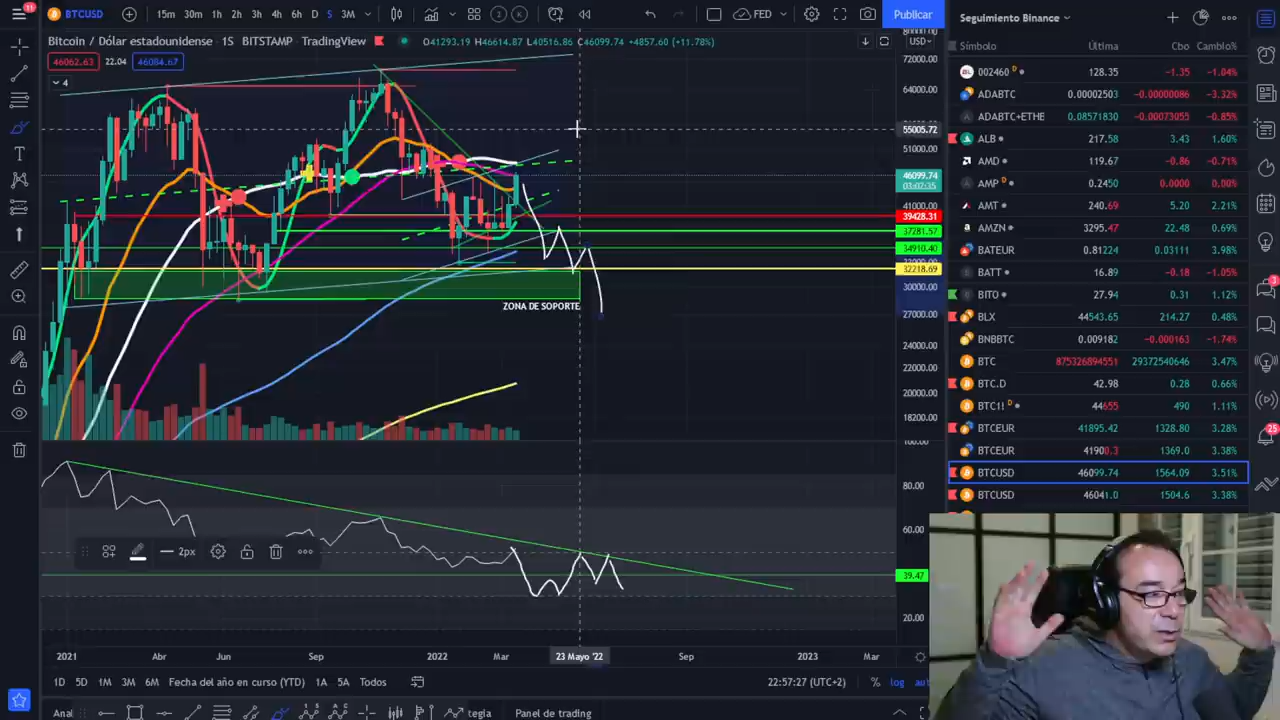 11
BTCUSD
15m 30m 1h 2h 3h 4h 6h D S 3M
FED
Publicar
Seguimiento Binance
Bitcoin / Dólar estadounidense · 1S · BITSTAMP · TradingView
O41293.19 H46614.87 L40516.86 C46099.74 +4857.60 (+11.78%)
USD
46062.63 22.04 46084.67
4
Símbolo Última Cbo Cambio%
002460 D 128.35 −1.35 −1.04%
ADABTC 0.00002503 −0.00000086 −3.32%
ADABTC+ETHE 0.08571830 −0.00073055 −0.85%
ALB 217.58 3.43 1.60%
AMD 119.67 −0.86 −0.71%
AMP D 0.2450 0.0000 0.00%
AMT 240.69 5.20 2.21%
AMZN 3295.47 22.48 0.69%
BATEUR 0.81224 0.03111 3.98%
BATT 16.89 −0.18 −1.05%
BITO 27.94 0.31 1.12%
BLX 44543.65 214.27 0.48%
BNBBTC 0.009182 −0.000163 −1.74%
BTC 875326894551 29372540646 3.47%
BTC.D 42.98 0.28 0.66%
BTC1! D 44655 490 1.11%
BTCEUR 41895.42 1328.80 3.28%
BTCEUR 41900.3 1369.0 3.38%
BTCUSD 46099.74 1564.09 3.51%
BTCUSD 46041.0 1504.6 3.38%
3
25
72000.00
64000.00
55005.72
51000.00
46099.74
03:02:35
41000.00
39428.31
37281.57
34910.40
32218.69
30000.00
27000.00
24000.00
22000.00
20000.00
18200.00
ZONA DE SOPORTE
80.00
60.00
39.47
20.00
2px
2021 Abr Jun Sep 2022 Mar 23 Mayo '22 Sep 2023 Mar
1D 5D 1M 3M 6M Fecha del año en curso (YTD) 1A 5A Todos
22:57:27 (UTC+2) % log
Panel de trading